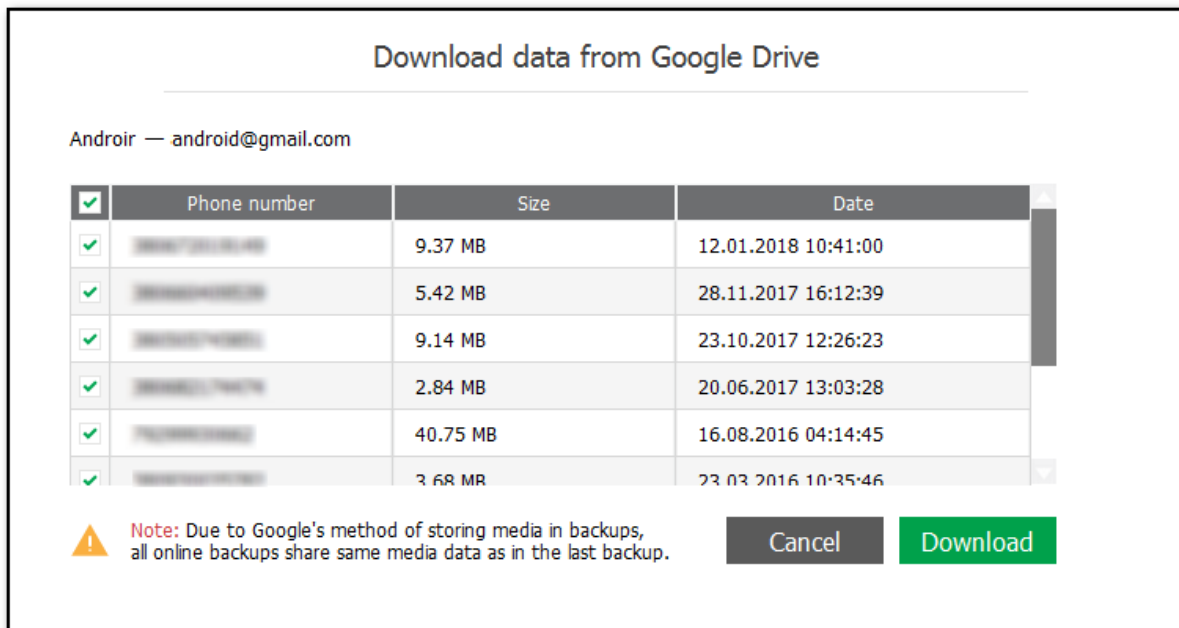 Download data from Google Drive
Androir — android@gmail.com
Phone number Size Date
9.37 MB 12.01.2018 10:41:00
5.42 MB 28.11.2017 16:12:39
9.14 MB 23.10.2017 12:26:23
2.84 MB 20.06.2017 13:03:28
40.75 MB 16.08.2016 04:14:45
3.68 MB 23.03.2016 10:35:46
Note: Due to Google's method of storing media in backups,
all online backups share same media data as in the last backup.
Cancel Download